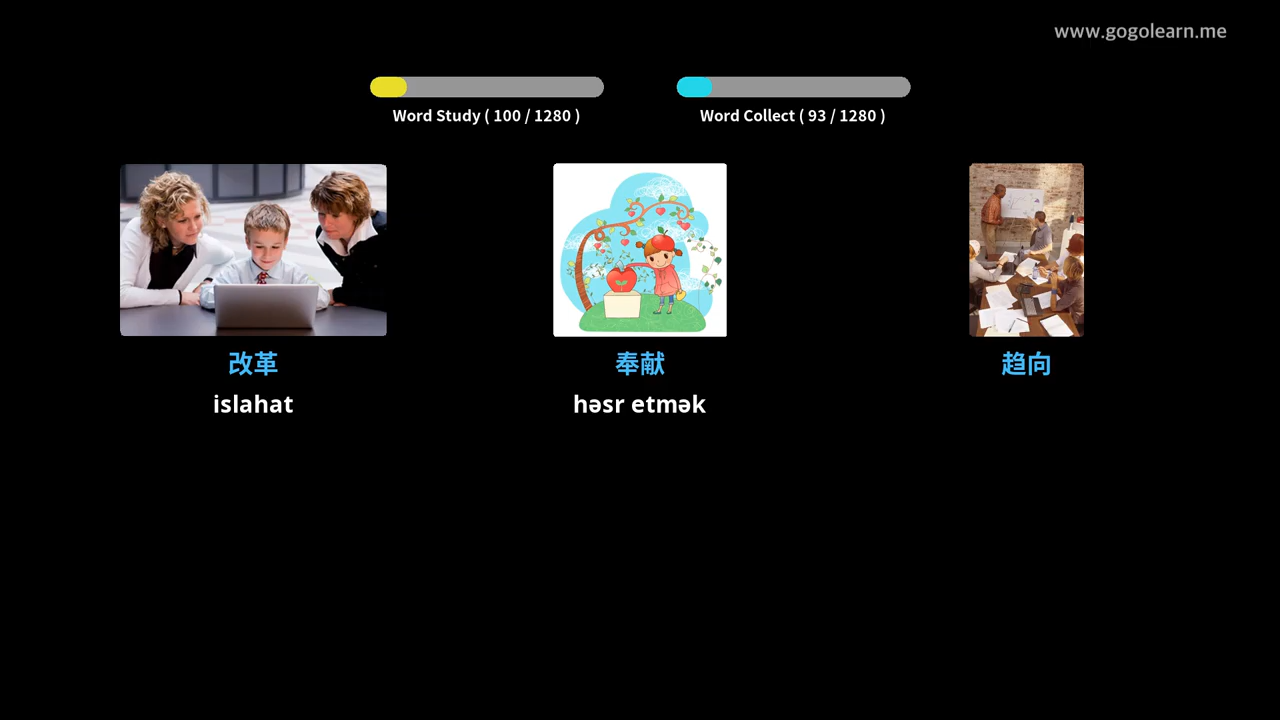 www.gogolearn.me
Word Study ( 100 / 1280 )
Word Collect ( 93 / 1280 )
改革
奉献
趋向
islahat
həsr etmək